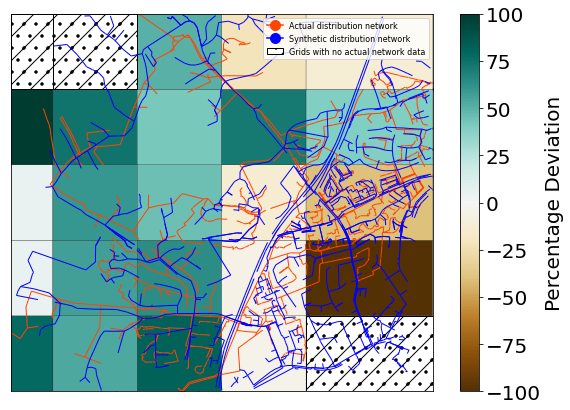 Actual distribution network
Synthetic distribution network
Grids with no actual network data
100
75
50
25
0
−25
−50
−75
−100
Percentage Deviation